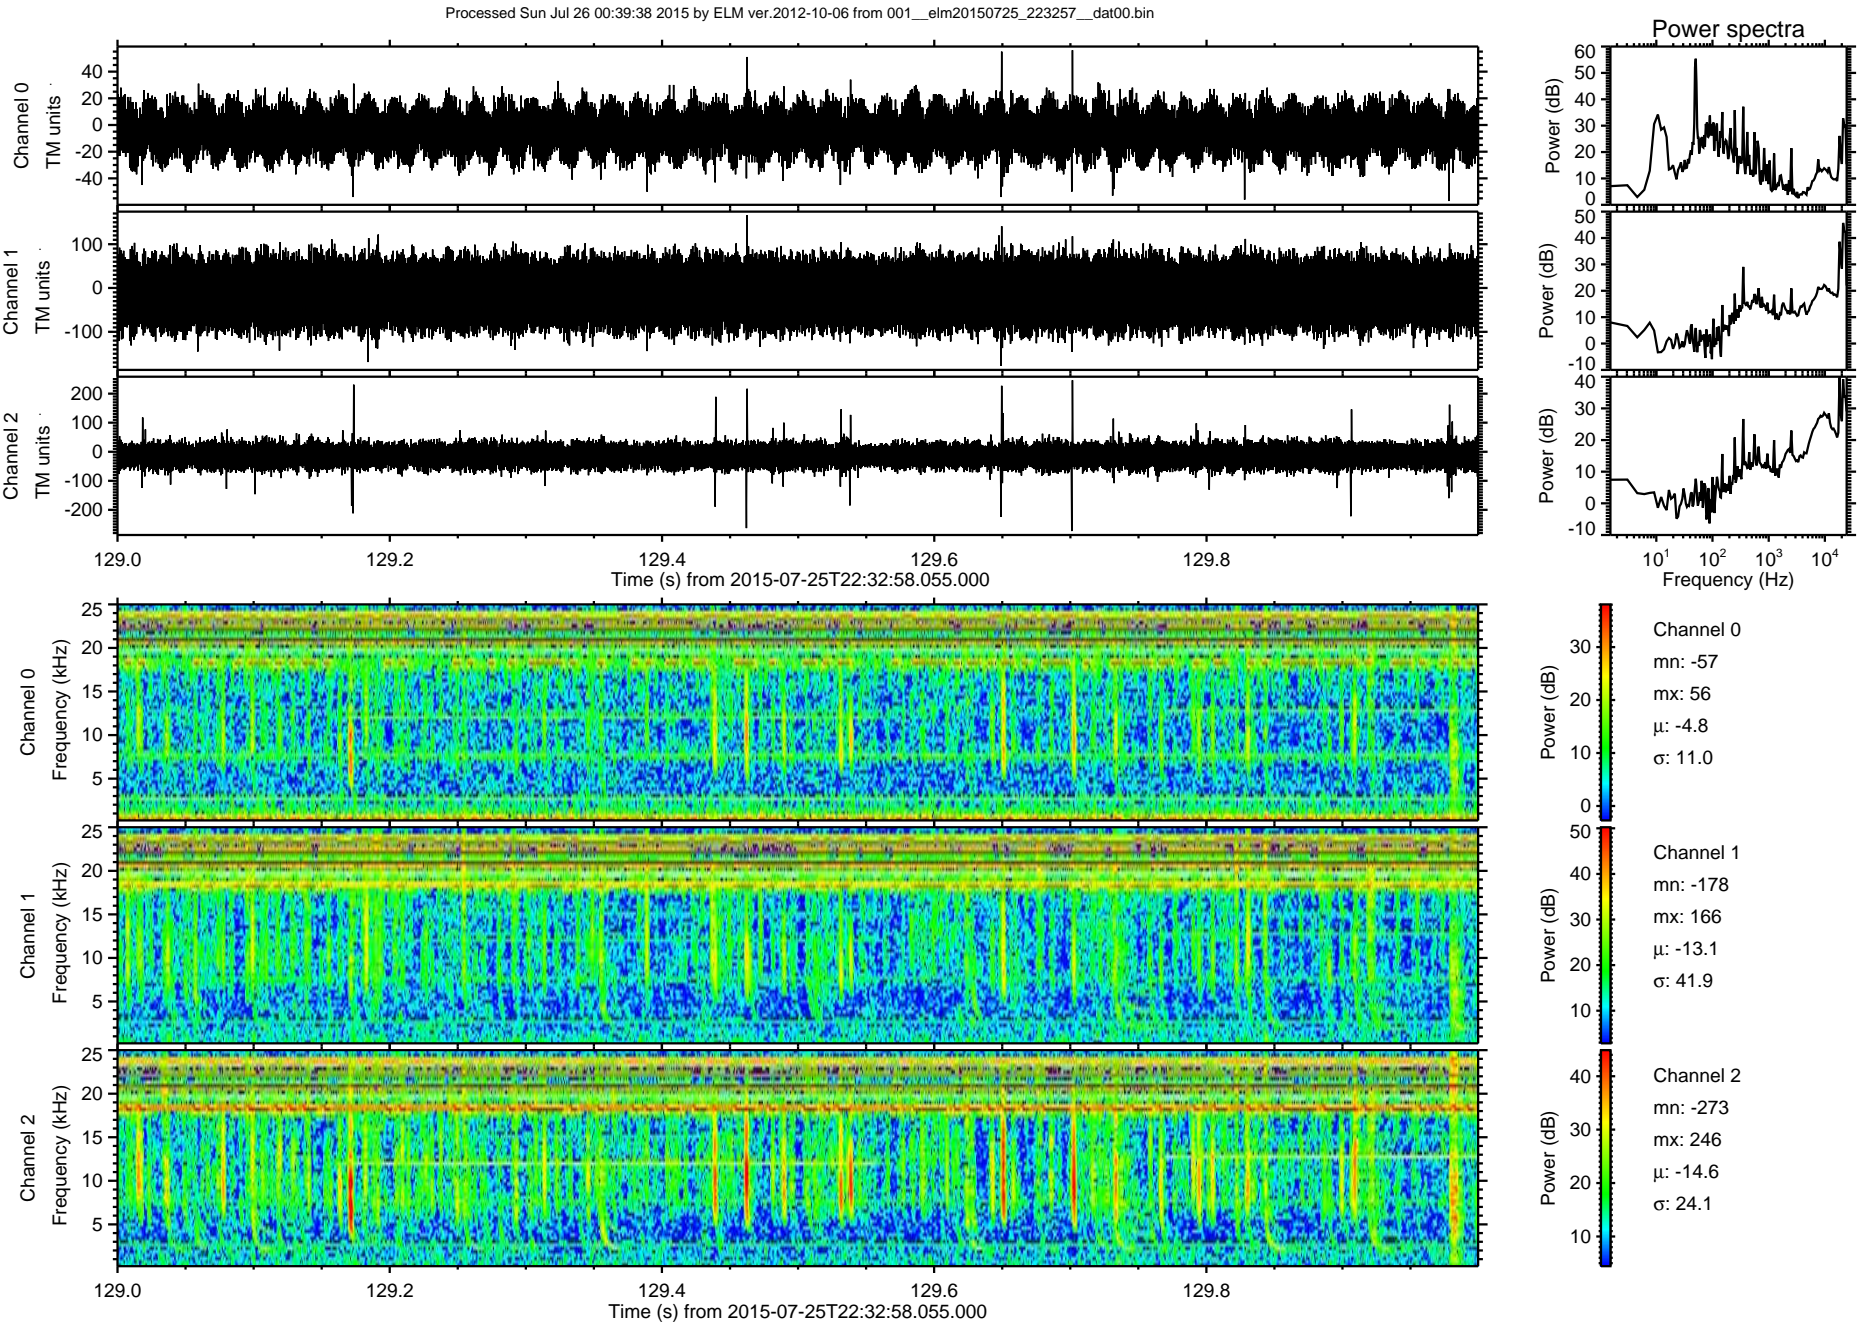 Processed Sun Jul 26 00:39:38 2015 by ELM ver.2012-10-06 from 001__elm20150725_223257__dat00.bin
Power spectra
Channel 0
TM units
40
20
0
-20
-40
Power (dB)
60
50
40
30
20
10
0
Channel 1
TM units
100
0
-100
Power (dB)
50
40
30
20
10
0
-10
Channel 2
TM units
200
100
0
-100
-200
Power (dB)
40
30
20
10
0
-10
129.0 129.2 129.4 129.6 129.8
Time (s) from 2015-07-25T22:32:58.055.000
10¹ 10² 10³ 10⁴
Frequency (Hz)
Channel 0
Frequency (kHz)
25
20
15
10
5
Power (dB)
30
20
10
0
Channel 0
mn: -57
mx: 56
μ: -4.8
σ: 11.0
Channel 1
Frequency (kHz)
25
20
15
10
5
Power (dB)
50
40
30
20
10
Channel 1
mn: -178
mx: 166
μ: -13.1
σ: 41.9
Channel 2
Frequency (kHz)
25
20
15
10
5
Power (dB)
40
30
20
10
Channel 2
mn: -273
mx: 246
μ: -14.6
σ: 24.1
129.0 129.2 129.4 129.6 129.8
Time (s) from 2015-07-25T22:32:58.055.000